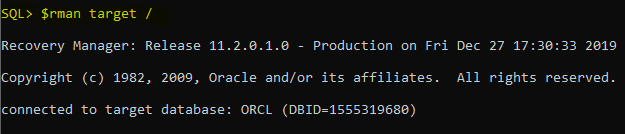 SQL> $rman target /
Recovery Manager: Release 11.2.0.1.0 - Production on Fri Dec 27 17:30:33 2019
Copyright (c) 1982, 2009, Oracle and/or its affiliates.  All rights reserved.
connected to target database: ORCL (DBID=1555319680)